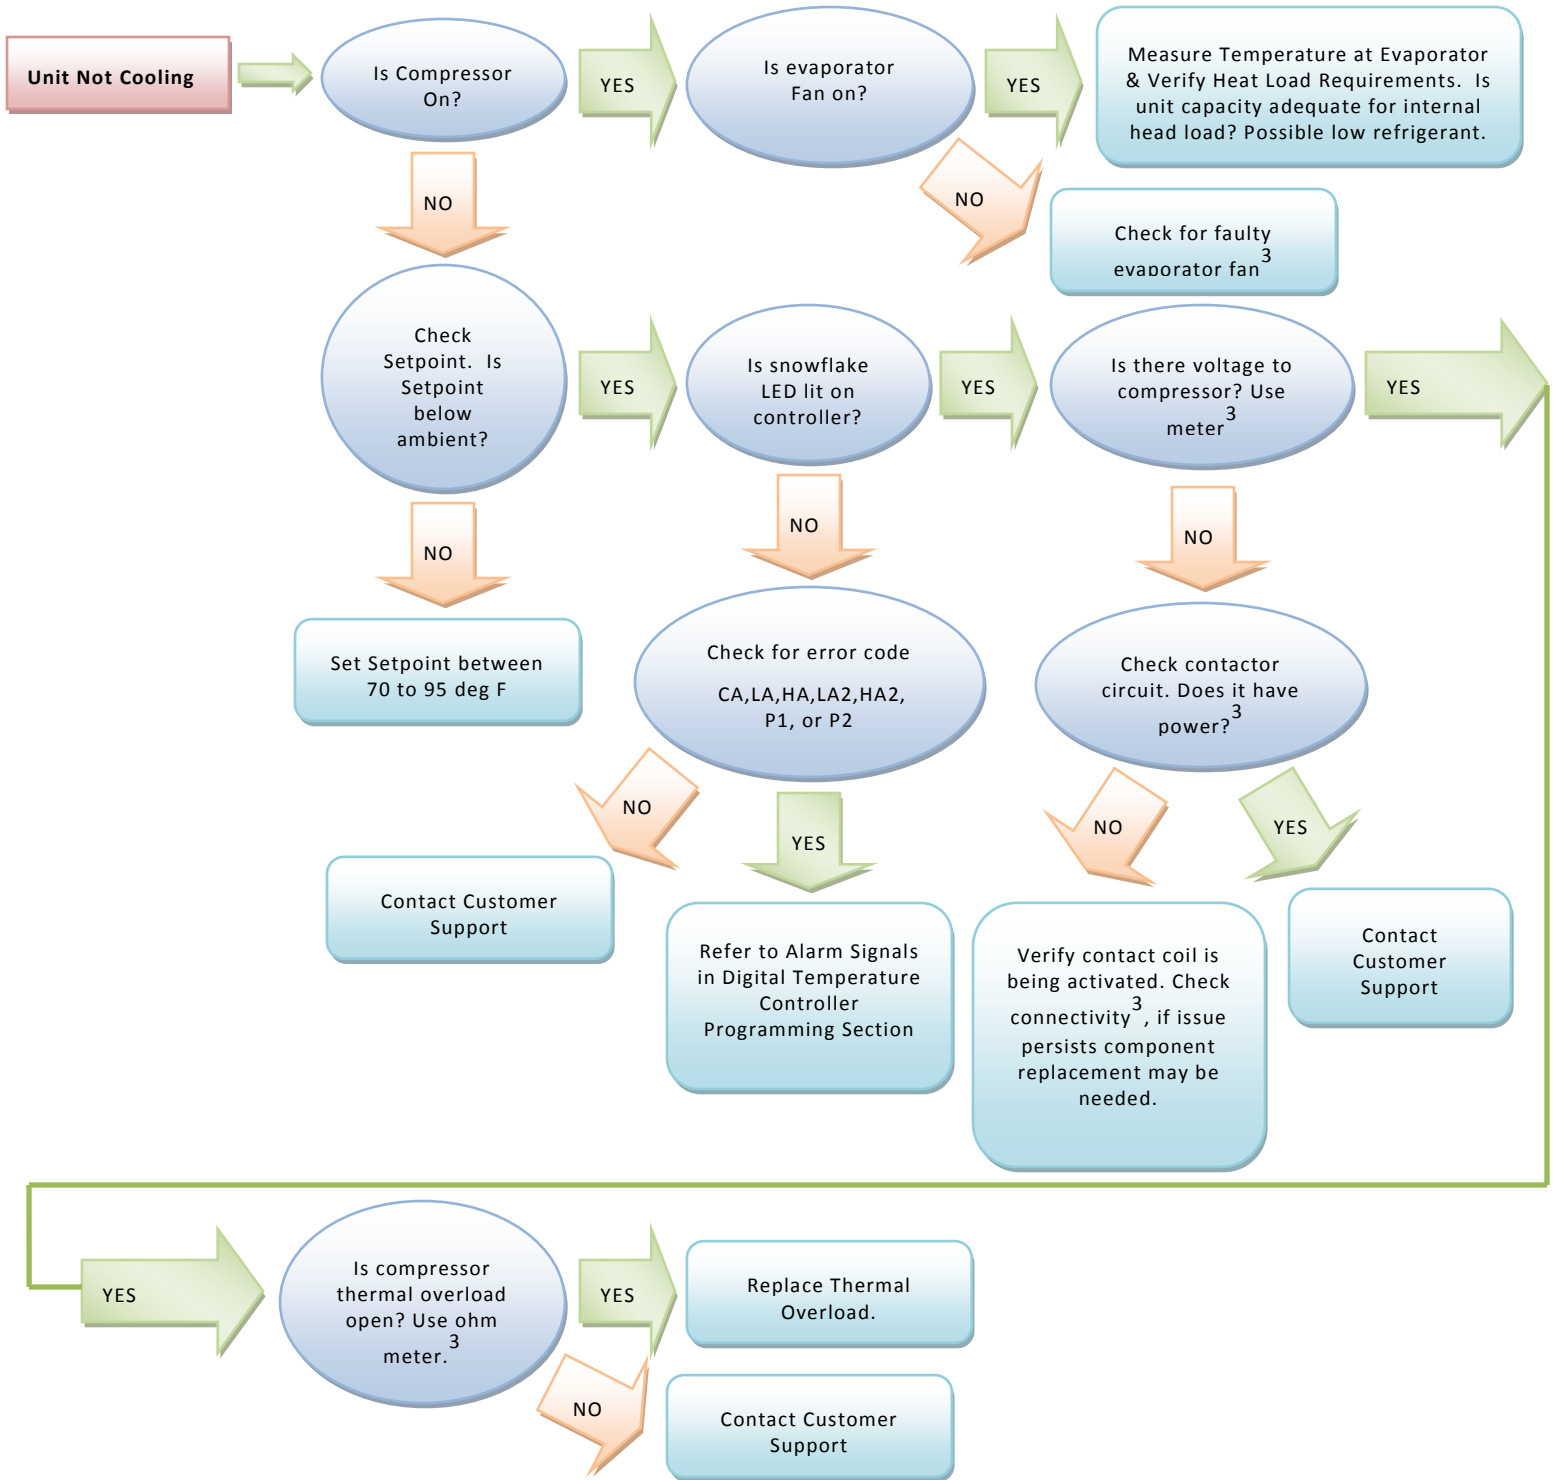 Unit Not Cooling
Is Compressor
On?
YES
Is evaporator
Fan on?
YES
Measure Temperature at Evaporator
& Verify Heat Load Requirements.  Is
unit capacity adequate for internal
head load? Possible low refrigerant.
NO
NO
Check for faulty
evaporator fan3
Check
Setpoint.  Is
Setpoint
below
ambient?
YES
Is snowflake
LED lit on
controller?
YES
Is there voltage to
compressor? Use
meter3
YES
NO
NO
NO
Set Setpoint between
70 to 95 deg F
Check for error code
CA,LA,HA,LA2,HA2,
P1, or P2
Check contactor
circuit. Does it have
power?3
NO
YES
NO
YES
Contact Customer
Support
Refer to Alarm Signals
in Digital Temperature
Controller
Programming Section
Verify contact coil is
being activated. Check
connectivity3, if issue
persists component
replacement may be
needed.
Contact
Customer
Support
YES
Is compressor
thermal overload
open? Use ohm
meter.3
YES
Replace Thermal
Overload.
NO
Contact Customer
Support